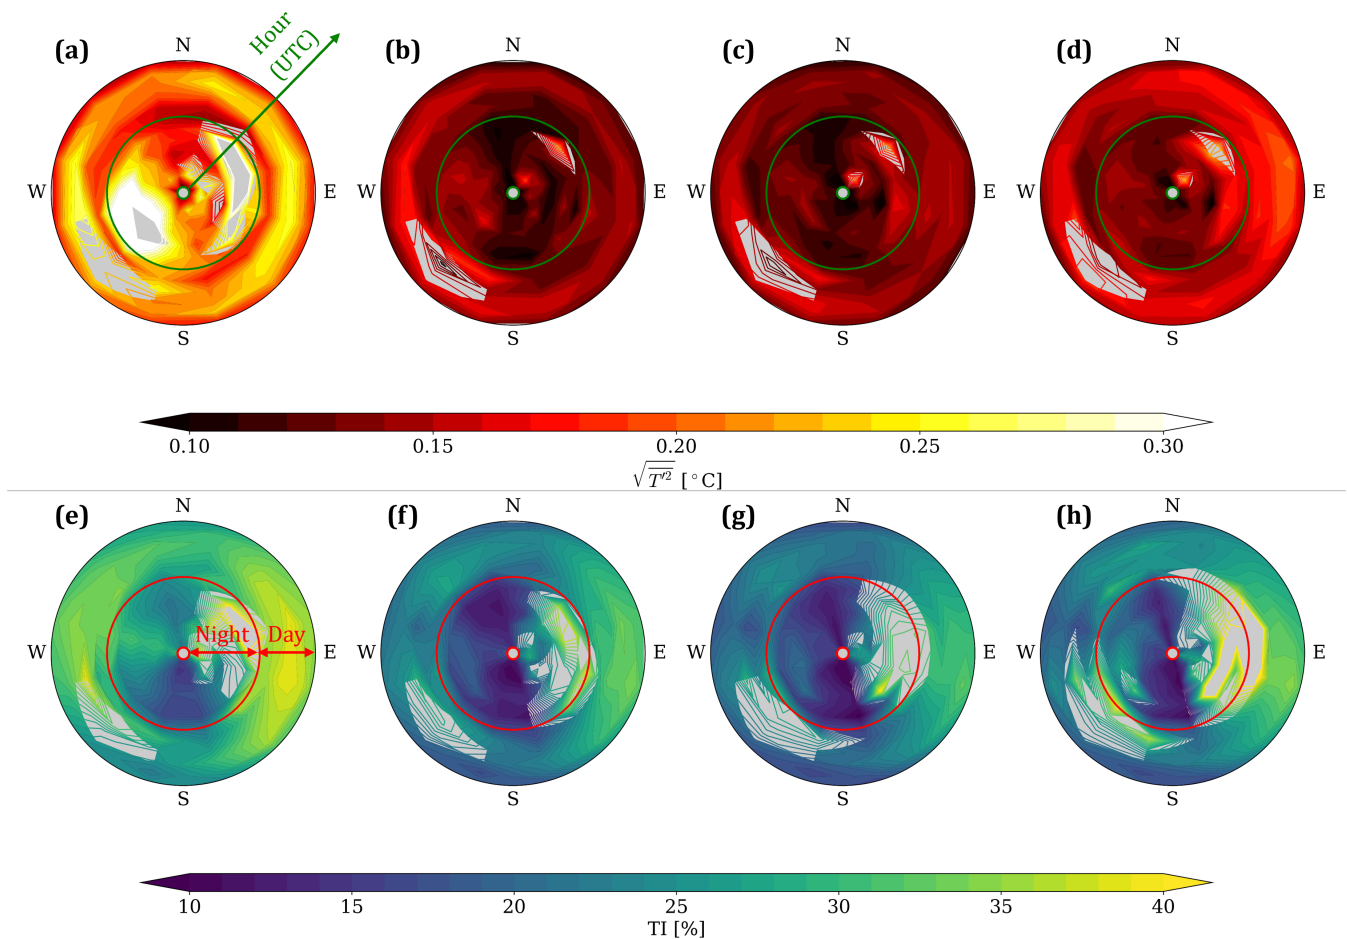 (a)
Hour
(UTC)
N
W
E
S
(b)
N
W
E
S
(c)
N
W
E
S
(d)
N
W
E
S
0.10 0.15 0.20 0.25 0.30
√T′² [°C]
(e)
N
W
Night
Day
E
S
(f)
N
W
E
S
(g)
N
W
E
S
(h)
N
W
E
S
10 15 20 25 30 35 40
TI [%]